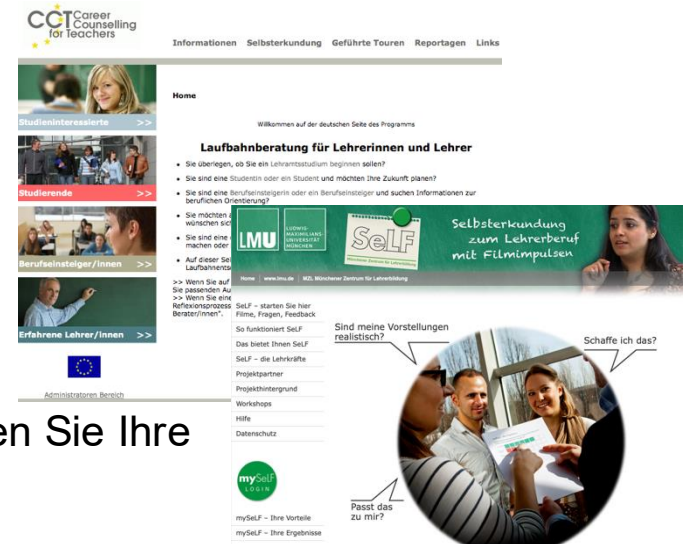 CCT Career
Counselling
for Teachers
Informationen Selbsterkundung Geführte Touren Reportagen Links
Home
Willkommen auf der deutschen Seite des Programms
Laufbahnberatung für Lehrerinnen und Lehrer
Studieninteressierte >>
• Sie überlegen, ob Sie ein Lehramtsstudium beginnen sollen?
• Sie sind eine Studentin oder ein Student und möchten Ihre Zukunft planen?
• Sie sind eine Berufseinsteigerin oder ein Berufseinsteiger und suchen Informationen zur
beruflichen Orientierung?
• Sie möchten
wünschen sich
• Sie sind eine
machen oder
• Auf dieser Sei
Laufbahnents
>> Wenn Sie auf
Sie passenden Au
>> Wenn Sie eine
Reflexionsprozess
Berater/innen".
Studierende >>
Berufseinsteiger/innen >>
Erfahrene Lehrer/innen >>
Administratoren Bereich
en Sie Ihre
LMU
LUDWIG-
MAXIMILIANS-
UNIVERSITÄT
MÜNCHEN
SeLF
Selbsterkundung
zum Lehrerberuf
mit Filmimpulsen
Home www.lmu.de MZL Münchener Zentrum für Lehrerbildung
SeLF – starten Sie hier
Filme, Fragen, Feedback
So funktioniert SeLF
Das bietet Ihnen SeLF
SeLF – die Lehrkräfte
Projektpartner
Projekthintergrund
Workshops
Hilfe
Datenschutz
mySeLF
LOGIN
mySeLF – Ihre Vorteile
mySeLF – Ihre Ergebnisse
Sind meine Vorstellungen
realistisch?
Schaffe ich das?
Passt das
zu mir?